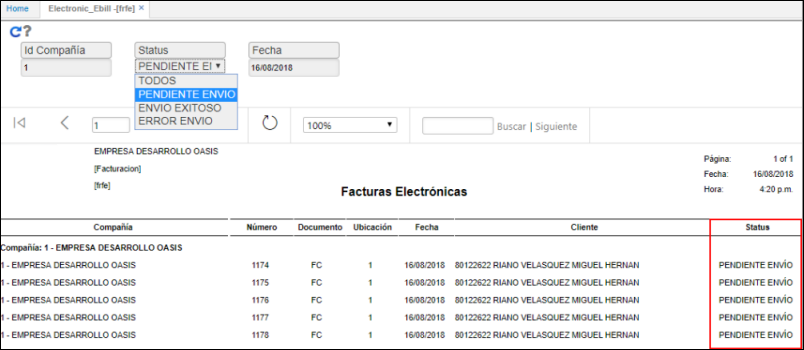 Home Electronic_Ebill -[frfe] ×
Id Compañía Status Fecha
1 PENDIENTE EI 16/08/2018
TODOS
PENDIENTE ENVIO
ENVIO EXITOSO
ERROR ENVIO
1 100% Buscar | Siguiente
EMPRESA DESARROLLO OASIS
[Facturacion]
[frfe]
Página: 1 of 1
Fecha: 16/08/2018
Hora: 4:20 p.m.
Facturas Electrónicas
Compañía Número Documento Ubicación Fecha Cliente Status
Compañía: 1 - EMPRESA DESARROLLO OASIS
1 - EMPRESA DESARROLLO OASIS 1174 FC 1 16/08/2018 80122622 RIANO VELASQUEZ MIGUEL HERNAN PENDIENTE ENVÍO
1 - EMPRESA DESARROLLO OASIS 1175 FC 1 16/08/2018 80122622 RIANO VELASQUEZ MIGUEL HERNAN PENDIENTE ENVÍO
1 - EMPRESA DESARROLLO OASIS 1176 FC 1 16/08/2018 80122622 RIANO VELASQUEZ MIGUEL HERNAN PENDIENTE ENVÍO
1 - EMPRESA DESARROLLO OASIS 1177 FC 1 16/08/2018 80122622 RIANO VELASQUEZ MIGUEL HERNAN PENDIENTE ENVÍO
1 - EMPRESA DESARROLLO OASIS 1178 FC 1 16/08/2018 80122622 RIANO VELASQUEZ MIGUEL HERNAN PENDIENTE ENVÍO